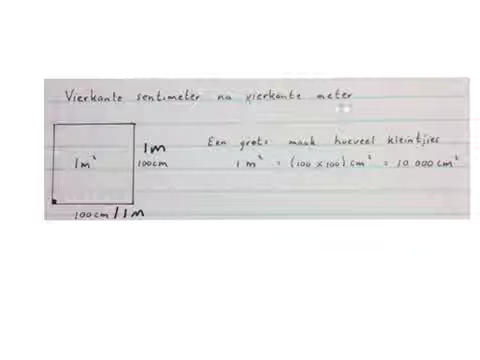 Vierkante sentimeter na vierkante meter
Een grote maak hoeveel kleintjies
1 m² = (100 x 100) cm² = 10 000 cm²
1m²
1m
100cm
100cm / 1m